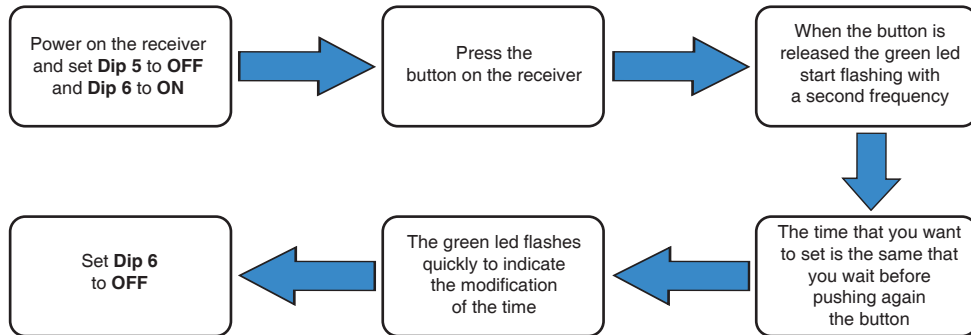 Power on the receiver
and set Dip 5 to OFF
and Dip 6 to ON
Press the
button on the receiver
When the button is
released the green led
start flashing with
a second frequency
The time that you want
to set is the same that
you wait before
pushing again
the button
The green led flashes
quickly to indicate
the modification
of the time
Set Dip 6
to OFF